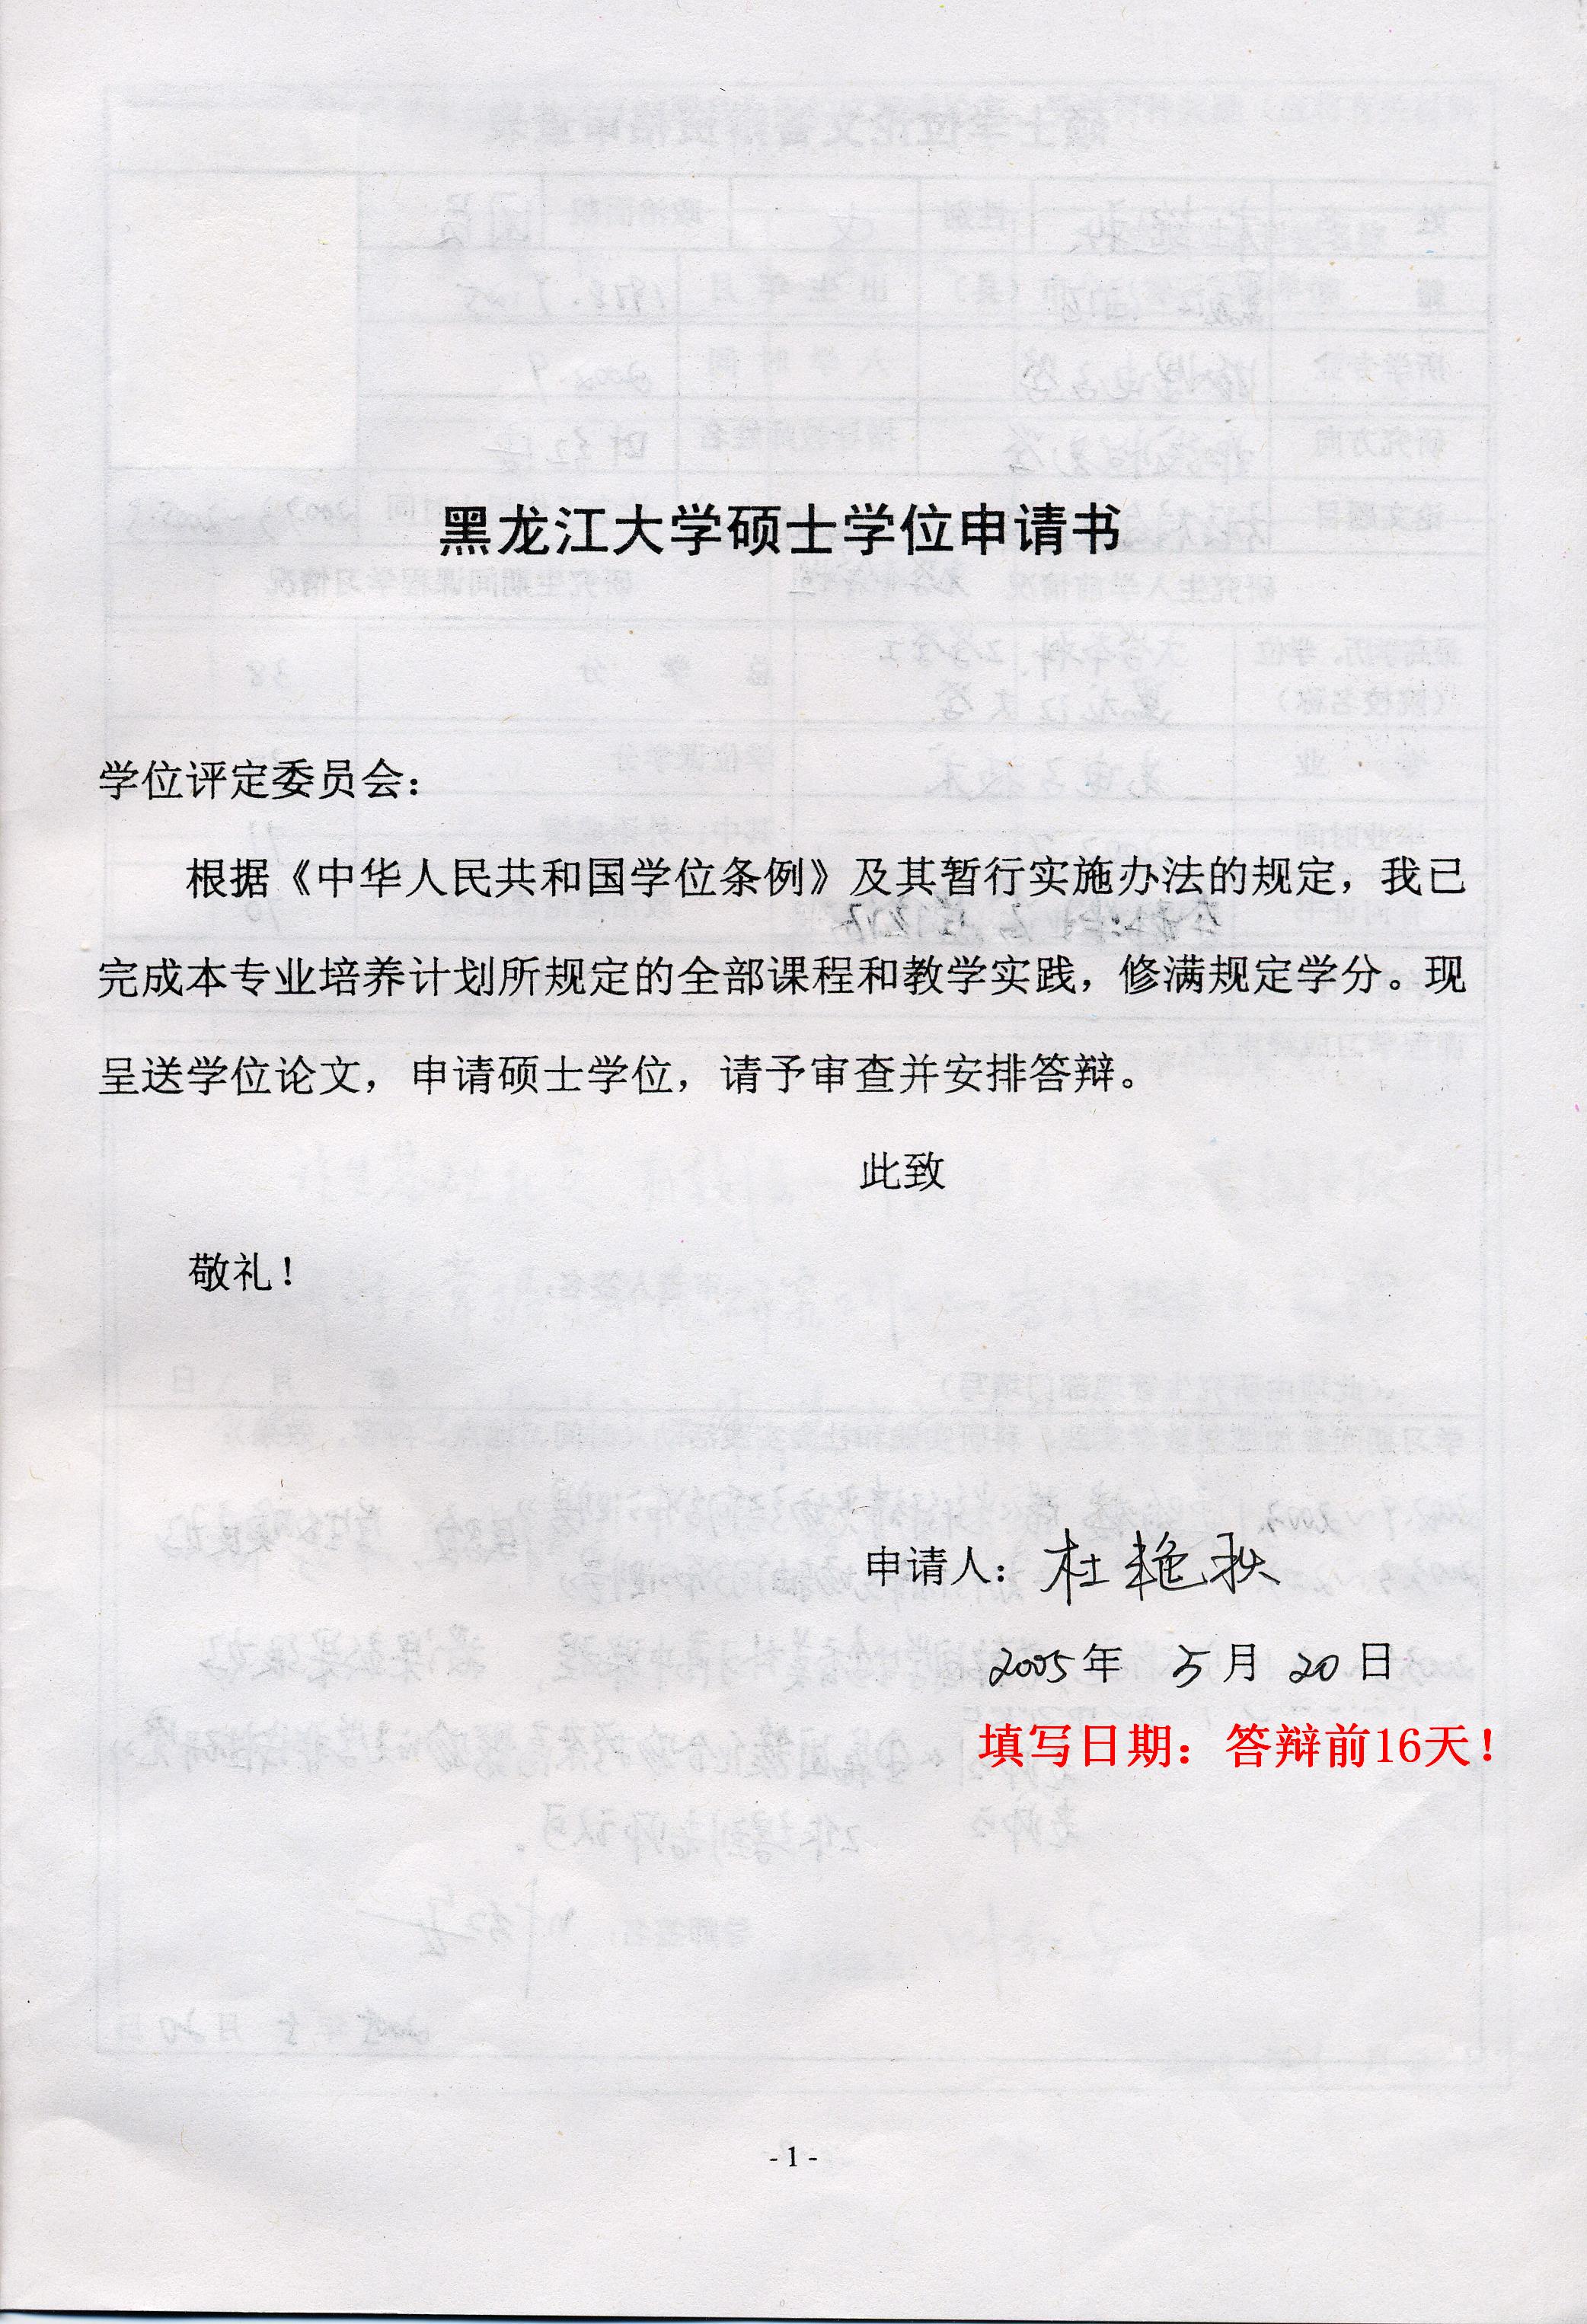 黑龙江大学硕士学位申请书
学位评定委员会：
根据《中华人民共和国学位条例》及其暂行实施办法的规定，我已
完成本专业培养计划所规定的全部课程和教学实践，修满规定学分。现
呈送学位论文，申请硕士学位，请予审查并安排答辩。
此致
敬礼！
申请人：杜艳秋
2005年 5月 20日
填写日期：答辩前16天！
- 1 -